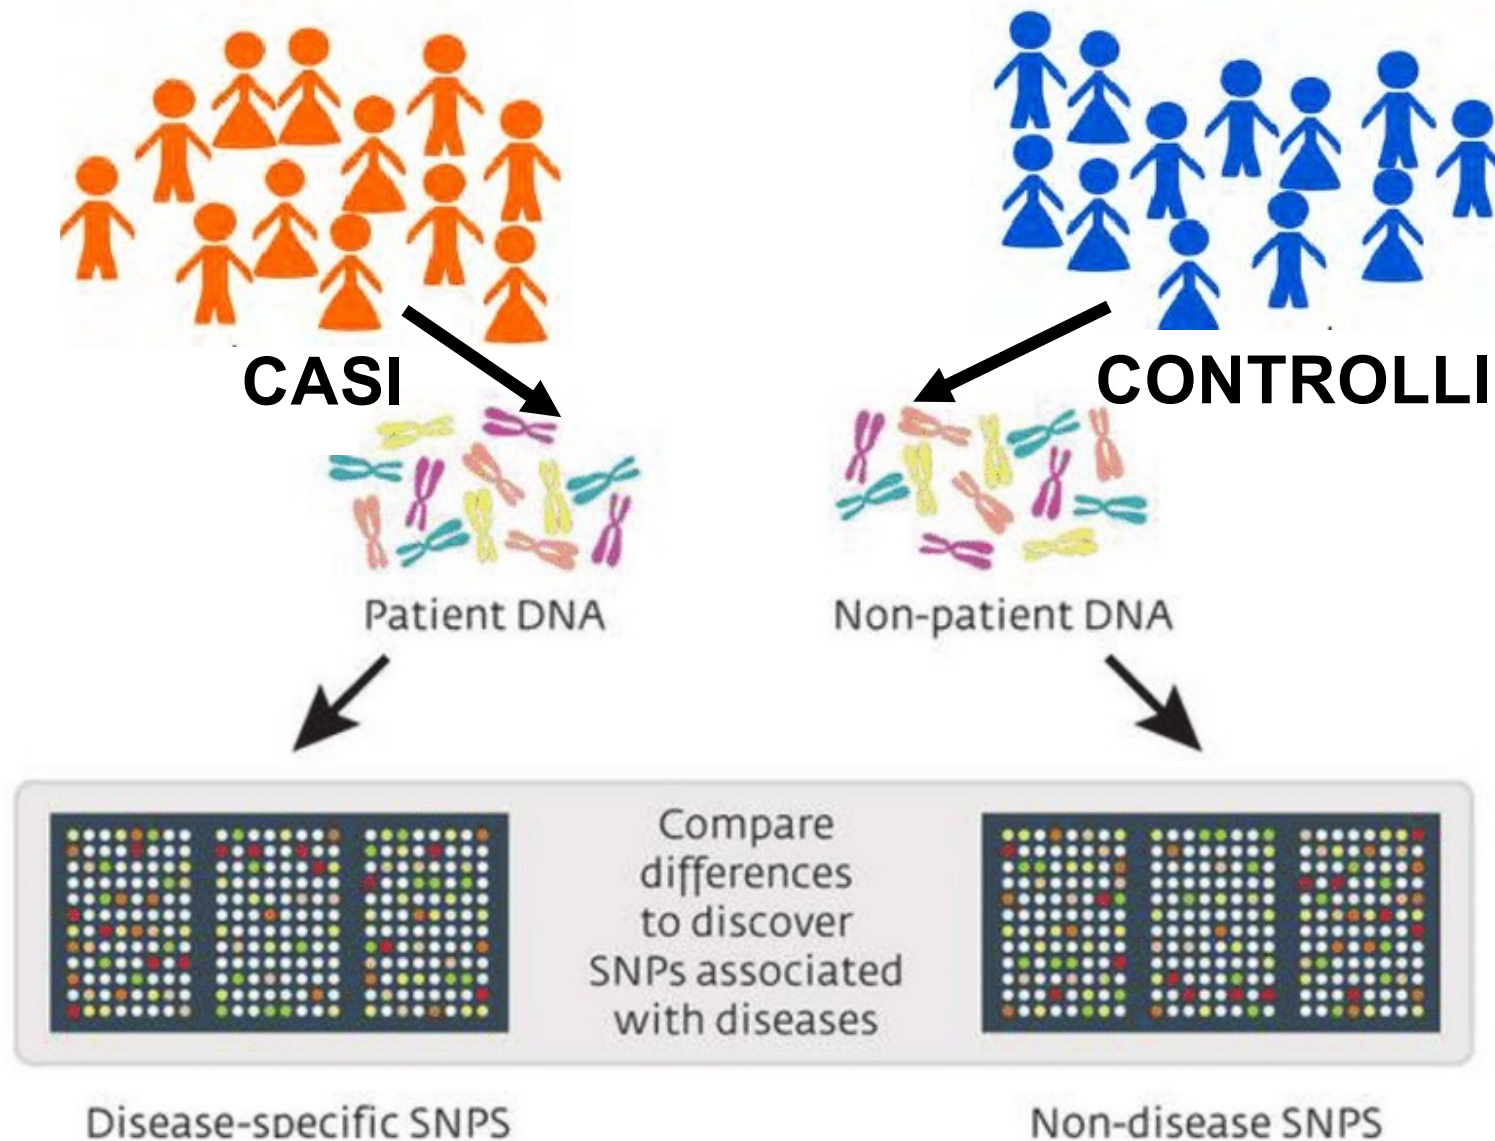 CASI
CONTROLLI
Patient DNA
Non-patient DNA
Compare
differences
to discover
SNPs associated
with diseases
Disease-specific SNPS
Non-disease SNPS